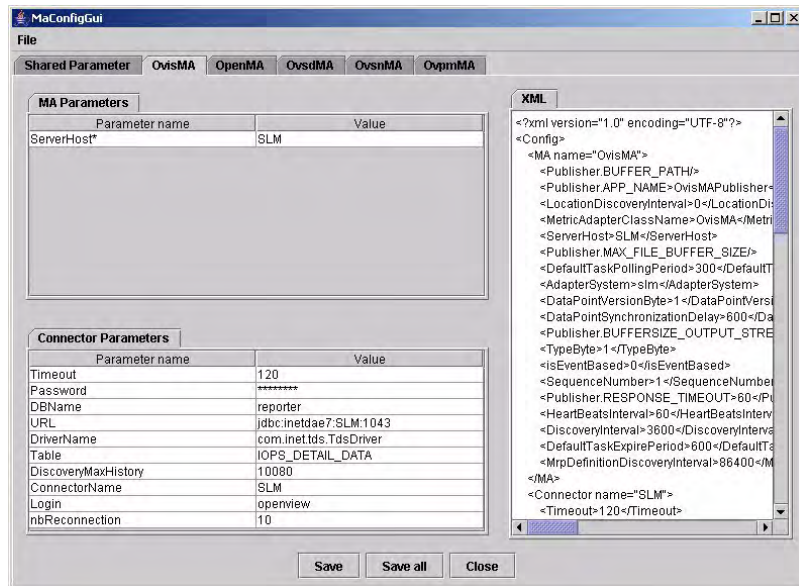 MaConfigGui
File
Shared Parameter OvisMA OpenMA OvsdMA OvsnMA OvpmMA
MA Parameters
Parameter name Value
ServerHost* SLM
Connector Parameters
Parameter name Value
Timeout 120
Password ********
DBName reporter
URL jdbc:inetdae7:SLM:1043
DriverName com.inet.tds.TdsDriver
Table IOPS_DETAIL_DATA
DiscoveryMaxHistory 10080
ConnectorName SLM
Login openview
nbReconnection 10
XML
<?xml version="1.0" encoding="UTF-8"?>
<Config>
<MA name="OvisMA">
<Publisher.BUFFER_PATH/>
<Publisher.APP_NAME>OvisMAPublisher<
<LocationDiscoveryInterval>0</LocationDi
<MetricAdapterClassName>OvisMA</Metri
<ServerHost>SLM</ServerHost>
<Publisher.MAX_FILE_BUFFER_SIZE/>
<DefaultTaskPollingPeriod>300</DefaultT
<AdapterSystem>slm</AdapterSystem>
<DataPointVersionByte>1</DataPointVersi
<DataPointSynchronizationDelay>600</Da
<Publisher.BUFFERSIZE_OUTPUT_STRE
<TypeByte>1</TypeByte>
<isEventBased>0</isEventBased>
<SequenceNumber>1</SequenceNumber
<Publisher.RESPONSE_TIMEOUT>60</Pu
<HeartBeatsInterval>60</HeartBeatsInterv
<DiscoveryInterval>3600</DiscoveryInterva
<DefaultTaskExpirePeriod>600</DefaultTa
<MrpDefinitionDiscoveryInterval>86400</M
</MA>
<Connector name="SLM">
<Timeout>120</Timeout>
Save Save all Close